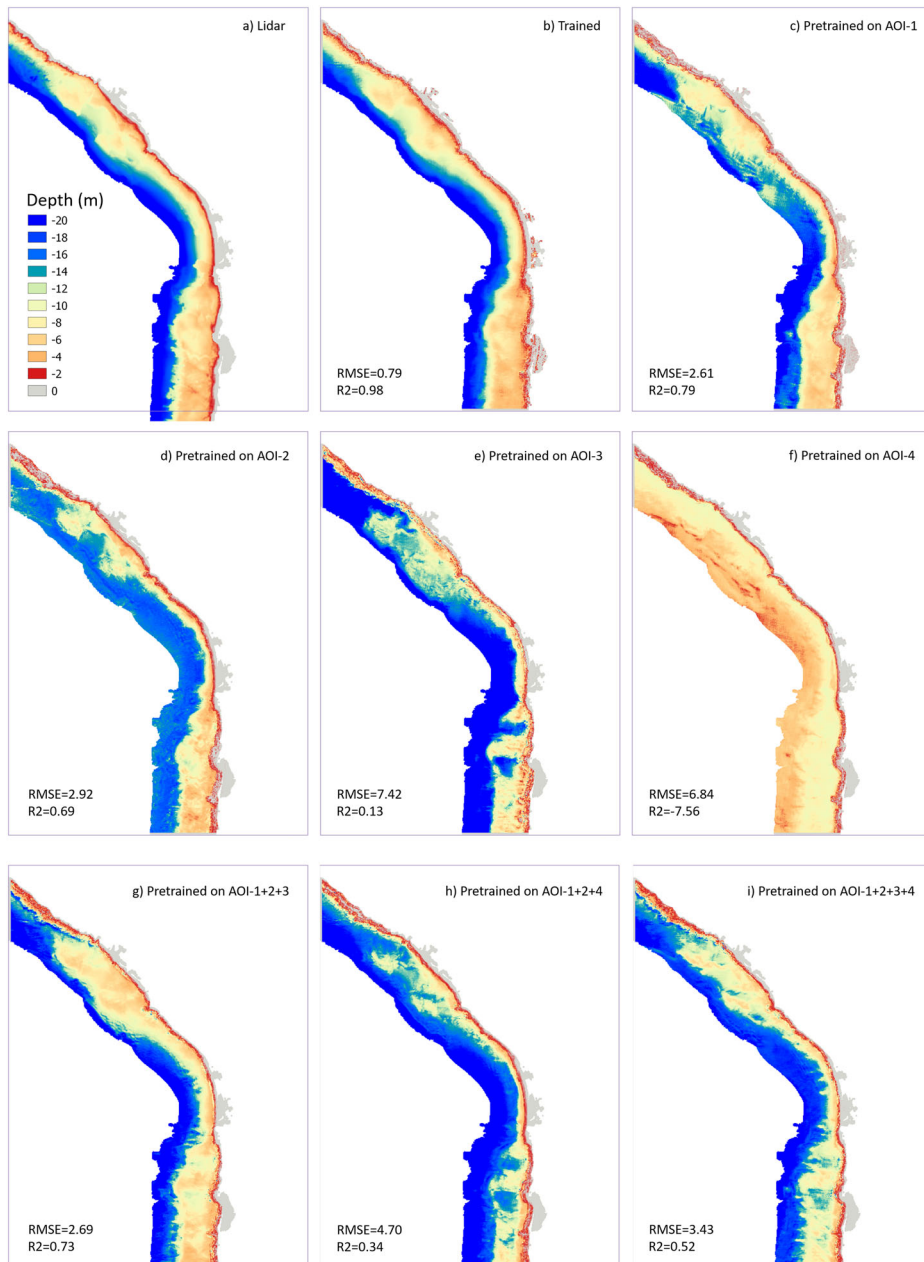 a) Lidar
b) Trained
c) Pretrained on AOI-1
Depth (m)
-20
-18
-16
-14
-12
-10
-8
-6
-4
-2
0
RMSE=0.79
R2=0.98
RMSE=2.61
R2=0.79
d) Pretrained on AOI-2
e) Pretrained on AOI-3
f) Pretrained on AOI-4
RMSE=2.92
R2=0.69
RMSE=7.42
R2=0.13
RMSE=6.84
R2=-7.56
g) Pretrained on AOI-1+2+3
h) Pretrained on AOI-1+2+4
i) Pretrained on AOI-1+2+3+4
RMSE=2.69
R2=0.73
RMSE=4.70
R2=0.34
RMSE=3.43
R2=0.52